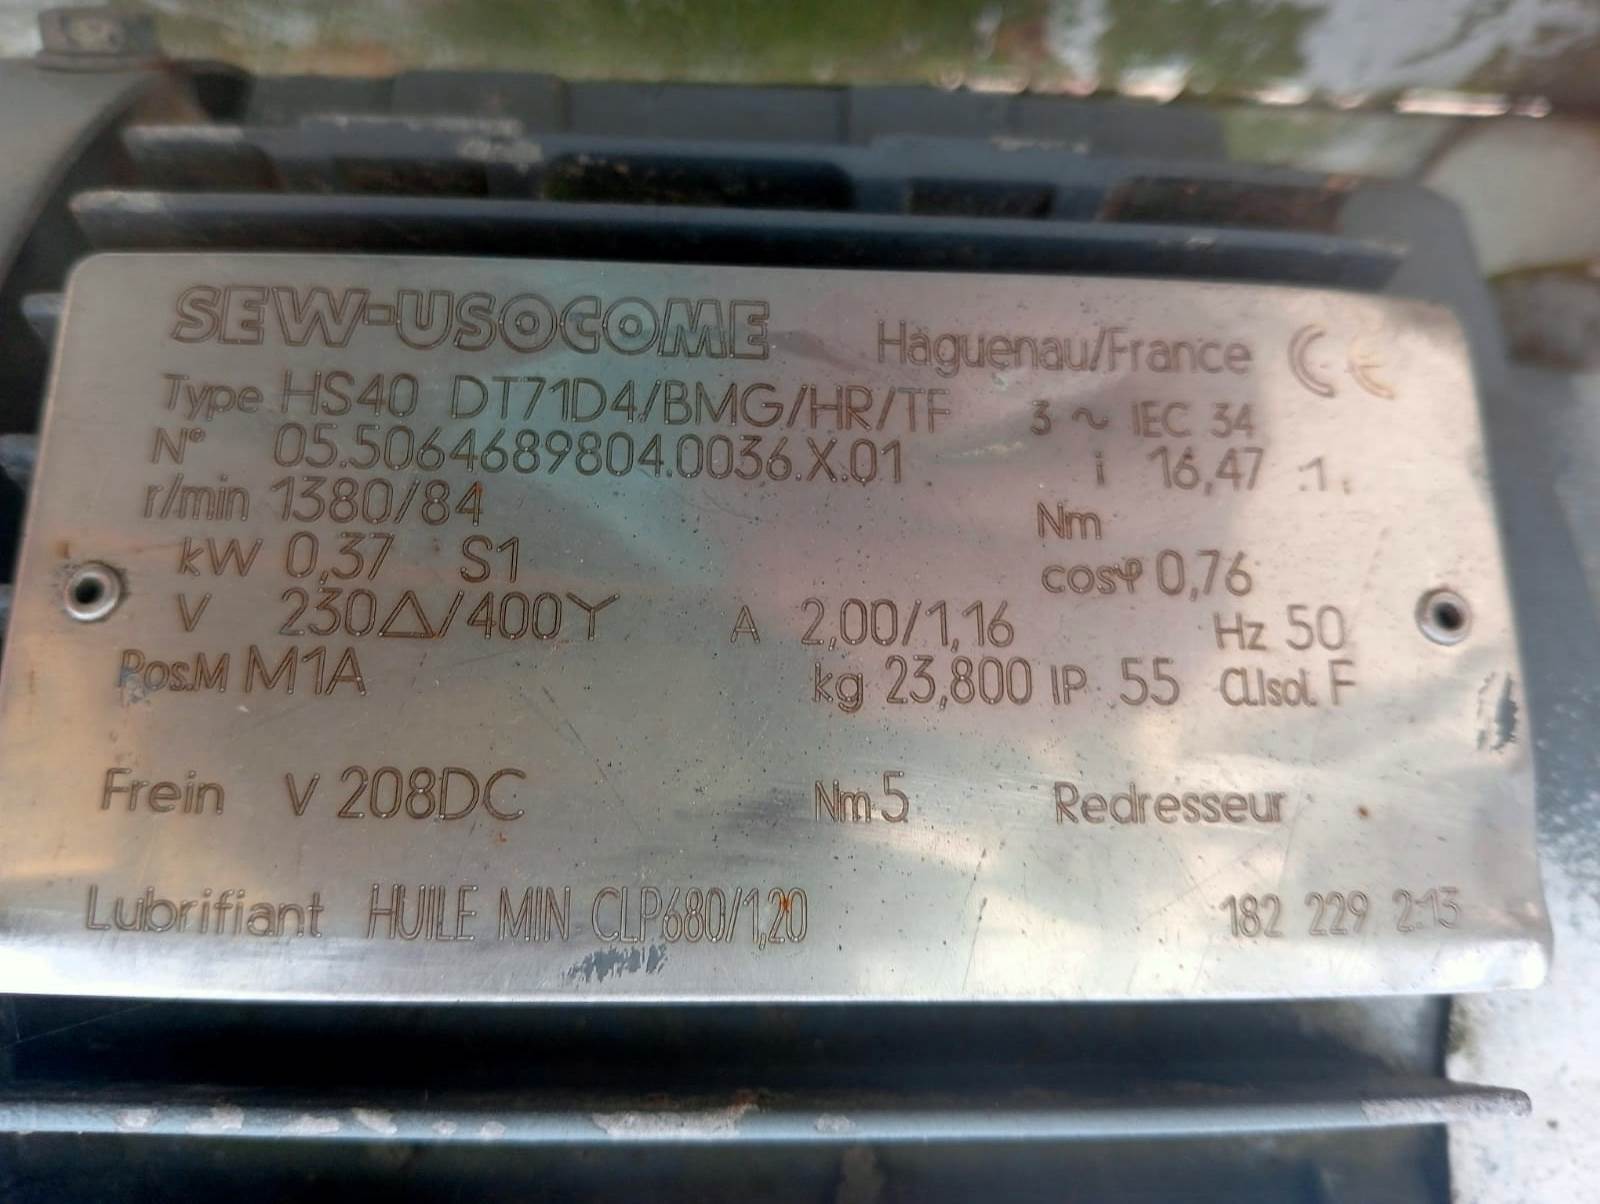 SEW-USOCOME Haguenau/France CE
Type HS40 DT71D4/BMG/HR/TF 3 ~ IEC 34
N° 05.5064689804.0036.X.01 i 16,47 :1
r/min 1380/84 Nm
kW 0,37 S1 cosφ 0,76
V 230△/400Y A 2,00/1,16 Hz 50
Pos.M M1A kg 23,800 IP 55 Cl.Isol. F
Frein V 208DC Nm 5 Redresseur
Lubrifiant HUILE MIN CLP680/1,20 182 229 2.13